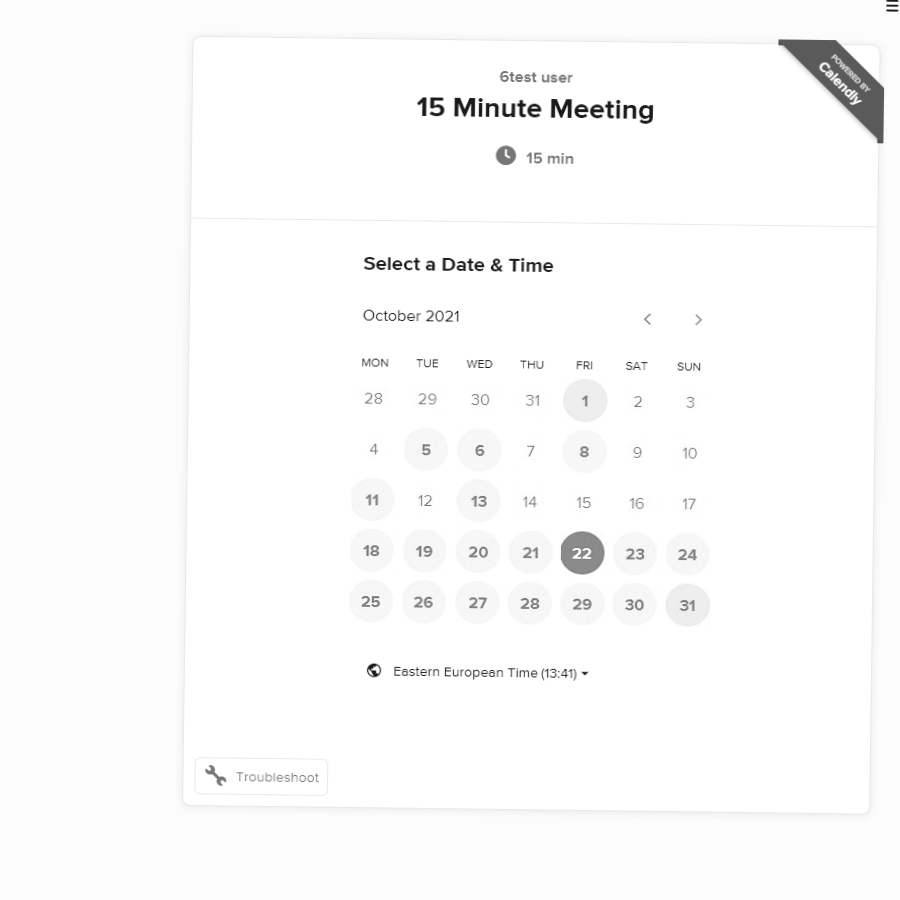 POWERED BY
Calendly
6test user
15 Minute Meeting
15 min
Select a Date & Time
October 2021
MON TUE WED THU FRI SAT SUN
28 29 30 31 1 2 3
4 5 6 7 8 9 10
11 12 13 14 15 16 17
18 19 20 21 22 23 24
25 26 27 28 29 30 31
Eastern European Time (13:41)
Troubleshoot